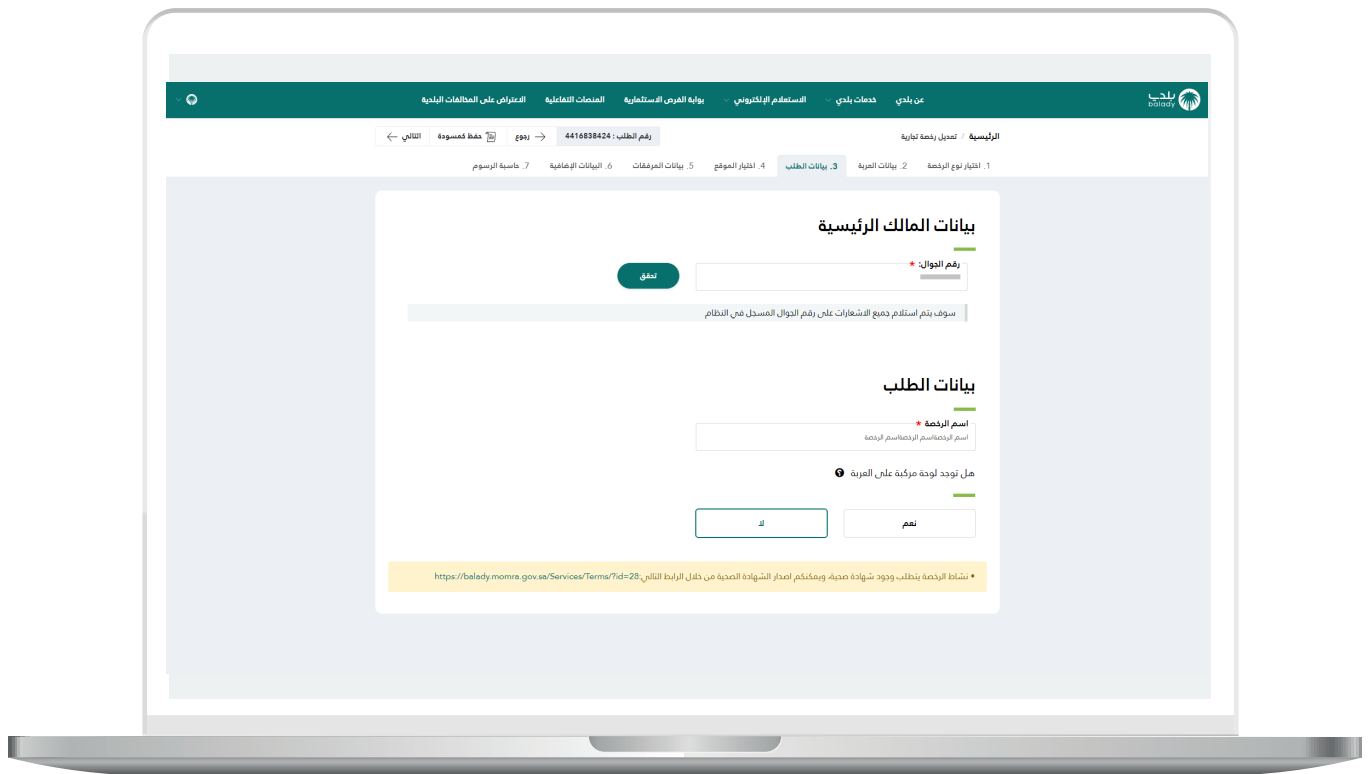 بلدي
balady
عن بلدي خدمات بلدي الاستعلام الإلكتروني بوابة الفرص الاستثمارية المنصات التفاعلية الاعتراض على المخالفات البلدية
الرئيسية / تعديل رخصة تجارية
رقم الطلب : 4416838424 رجوع حفظ كمسودة التالي
1. اختيار نوع الرخصة 2. بيانات العربة 3. بيانات الطلب 4. اختيار الموقع 5. بيانات المرفقات 6. البيانات الإضافية 7. حاسبة الرسوم
بيانات المالك الرئيسية
رقم الجوال: *
تحقق
سوف يتم استلام جميع الاشعارات على رقم الجوال المسجل في النظام
بيانات الطلب
اسم الرخصة *
اسم الرخصةاسم الرخصةاسم الرخصة
هل توجد لوحة مركبة على العربة
نعم لا
• نشاط الرخصة يتطلب وجود شهادة صحية، ويمكنكم اصدار الشهادة الصحية من خلال الرابط التالي:https://balady.momra.gov.sa/Services/Terms/?id=28